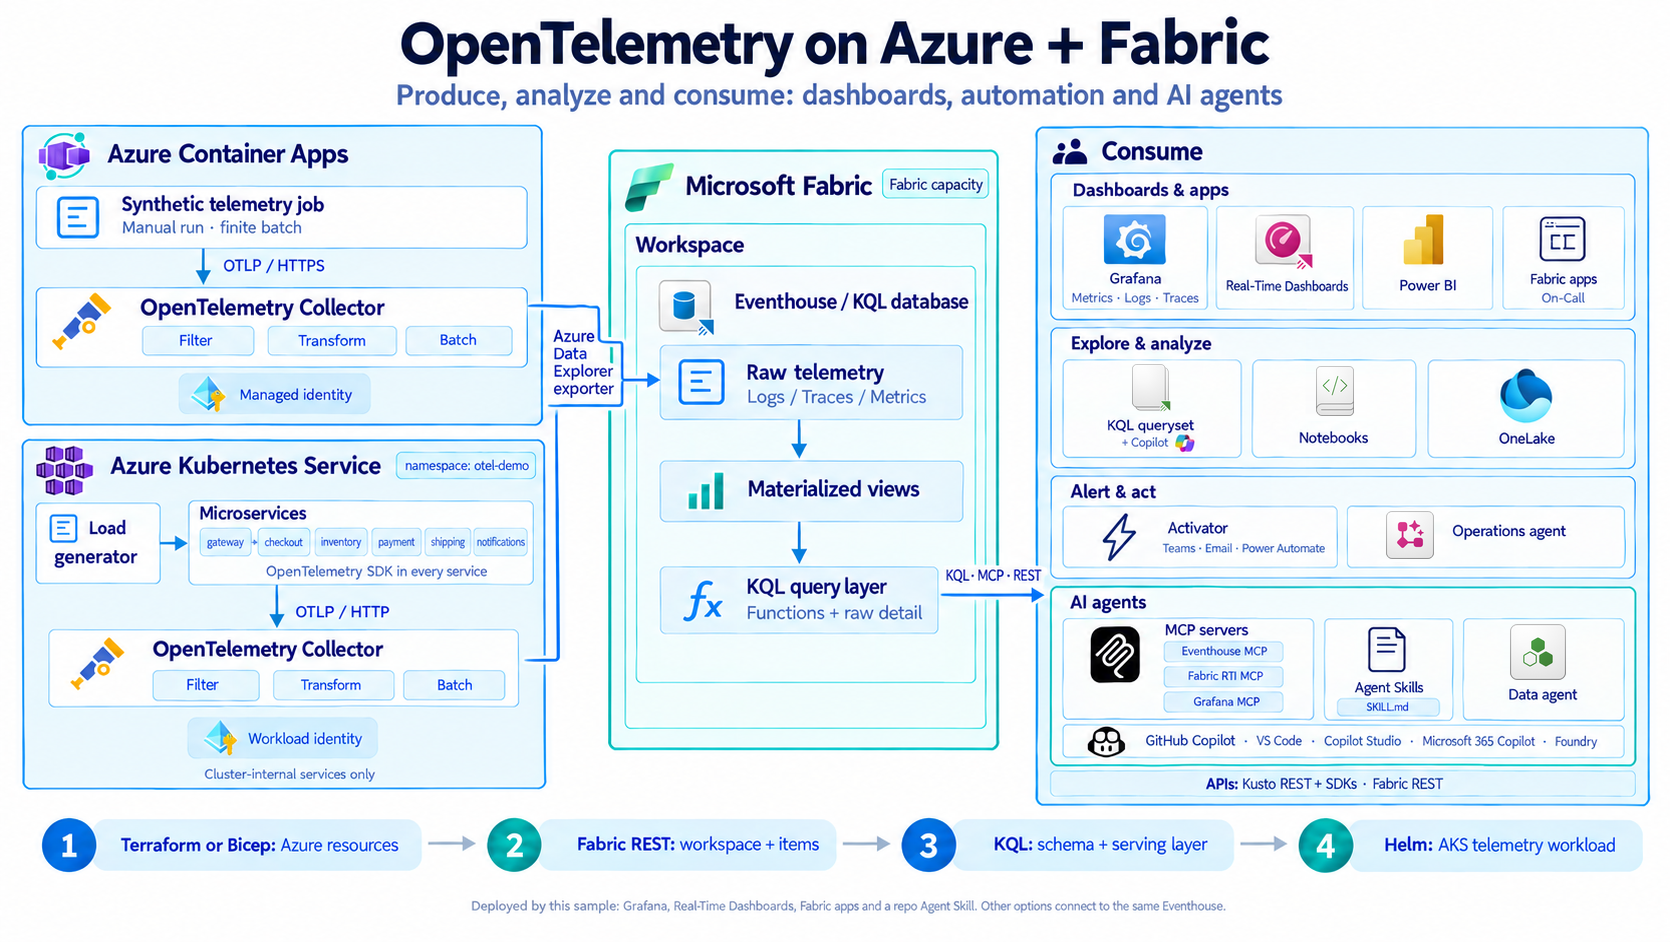 OpenTelemetry on Azure + Fabric
Produce, analyze and consume: dashboards, automation and AI agents
Azure Container Apps
Synthetic telemetry job
Manual run · finite batch
OTLP / HTTPS
OpenTelemetry Collector
Filter
Transform
Batch
Managed identity
Azure Kubernetes Service
namespace: otel-demo
Load
generator
Microservices
gateway
checkout
inventory
payment
shipping
notifications
OpenTelemetry SDK in every service
OTLP / HTTP
OpenTelemetry Collector
Filter
Transform
Batch
Workload identity
Cluster-internal services only
Azure
Data
Explorer
exporter
Microsoft Fabric
Fabric capacity
Workspace
Eventhouse / KQL database
Raw telemetry
Logs / Traces / Metrics
Materialized views
fx
KQL query layer
Functions + raw detail
KQL · MCP · REST
Consume
Dashboards & apps
Grafana
Metrics · Logs · Traces
Real-Time Dashboards
Power BI
Fabric apps
On-Call
Explore & analyze
KQL queryset
+ Copilot
</>
Notebooks
OneLake
Alert & act
Activator
Teams · Email · Power Automate
Operations agent
AI agents
MCP servers
Eventhouse MCP
Fabric RTI MCP
Grafana MCP
Agent Skills
SKILL.md
Data agent
GitHub Copilot · VS Code · Copilot Studio · Microsoft 365 Copilot · Foundry
APIs: Kusto REST + SDKs · Fabric REST
1
Terraform or Bicep: Azure resources
2
Fabric REST: workspace + items
3
KQL: schema + serving layer
4
Helm: AKS telemetry workload
Deployed by this sample: Grafana, Real-Time Dashboards, Fabric apps and a repo Agent Skill. Other options connect to the same Eventhouse.